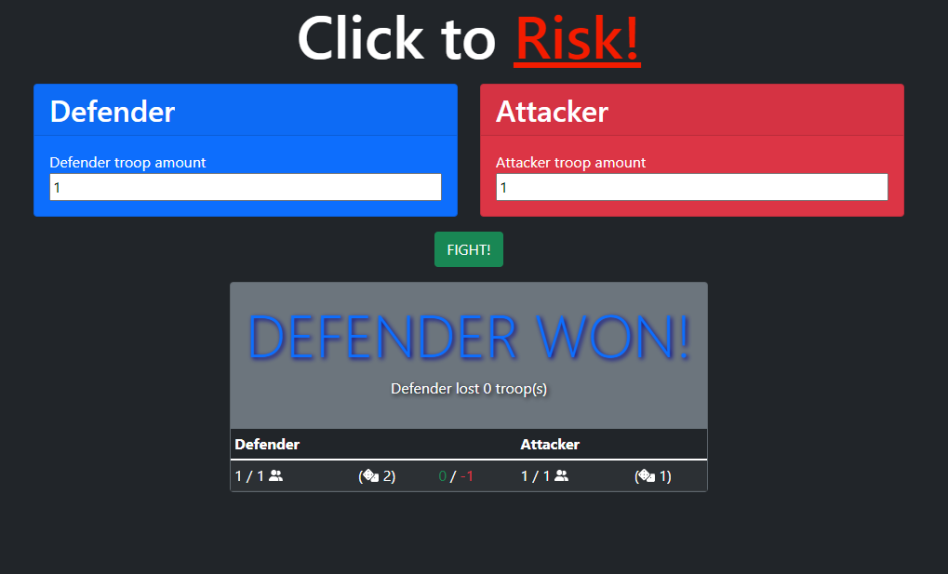 Click to Risk!
Defender
Attacker
Defender troop amount
Attacker troop amount
1
1
FIGHT!
DEFENDER WON!
Defender lost 0 troop(s)
Defender Attacker
1 / 1 ( 2) 0 / -1 1 / 1 ( 1)